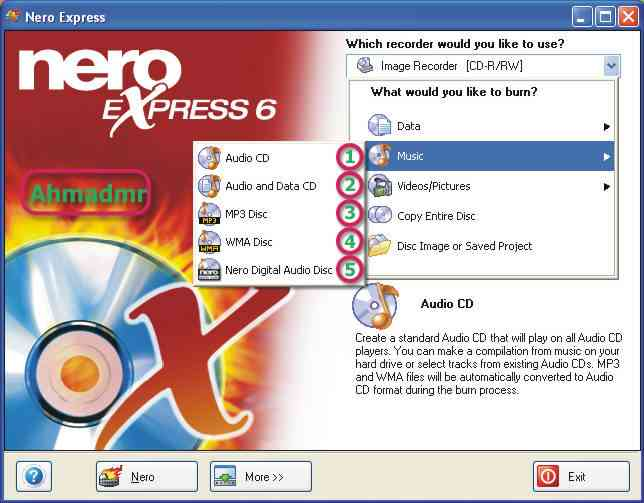 Nero Express
Which recorder would you like to use?
Image Recorder [CD-R/RW]
nero
EXPRESS 6
What would you like to burn?
Data
Music
Videos/Pictures
Copy Entire Disc
Disc Image or Saved Project
Audio CD 1
Audio and Data CD 2
MP3 Disc 3
WMA Disc 4
Nero Digital Audio Disc 5
MP3
WMA
nero
Ahmadmr
Audio CD
Create a standard Audio CD that will play on all Audio CD
players. You can make a compilation from music on your
hard drive or select tracks from existing Audio CDs. MP3
and WMA files will be automatically converted to Audio
CD format during the burn process.
?
Nero
More >>
Exit